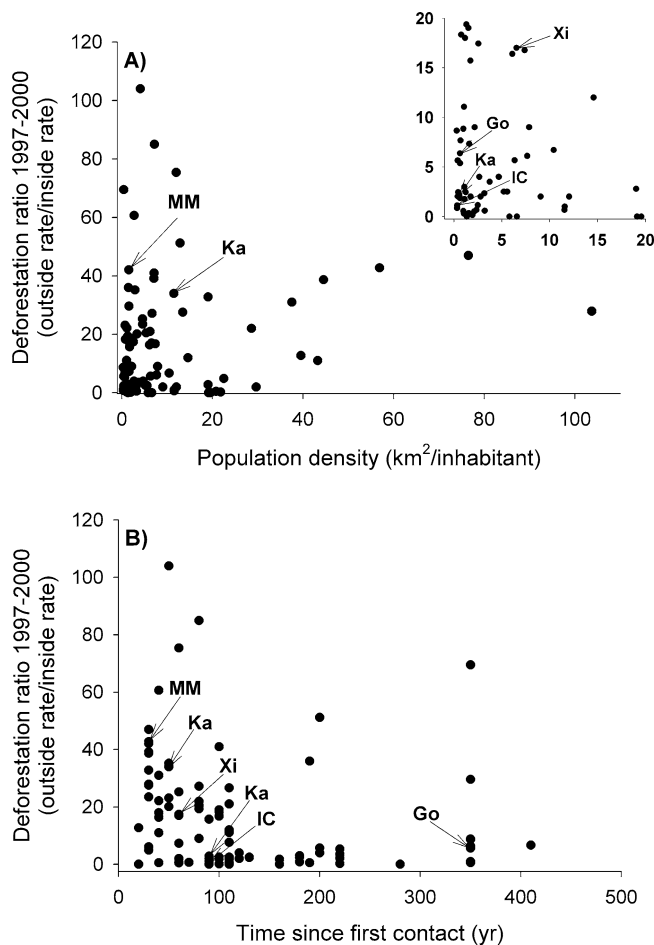 A)
Deforestation ratio 1997-2000
(outside rate/inside rate)
120
100
80
60
40
20
0
MM
Ka
0
20
40
60
80
100
Population density (km²/inhabitant)
20
15
10
5
0
Xi
Go
Ka
IC
0
5
10
15
20
B)
Deforestation ratio 1997-2000
(outside rate/inside rate)
120
100
80
60
40
20
0
MM
Ka
Xi
Ka
IC
Go
0
100
200
300
400
500
Time since first contact (yr)